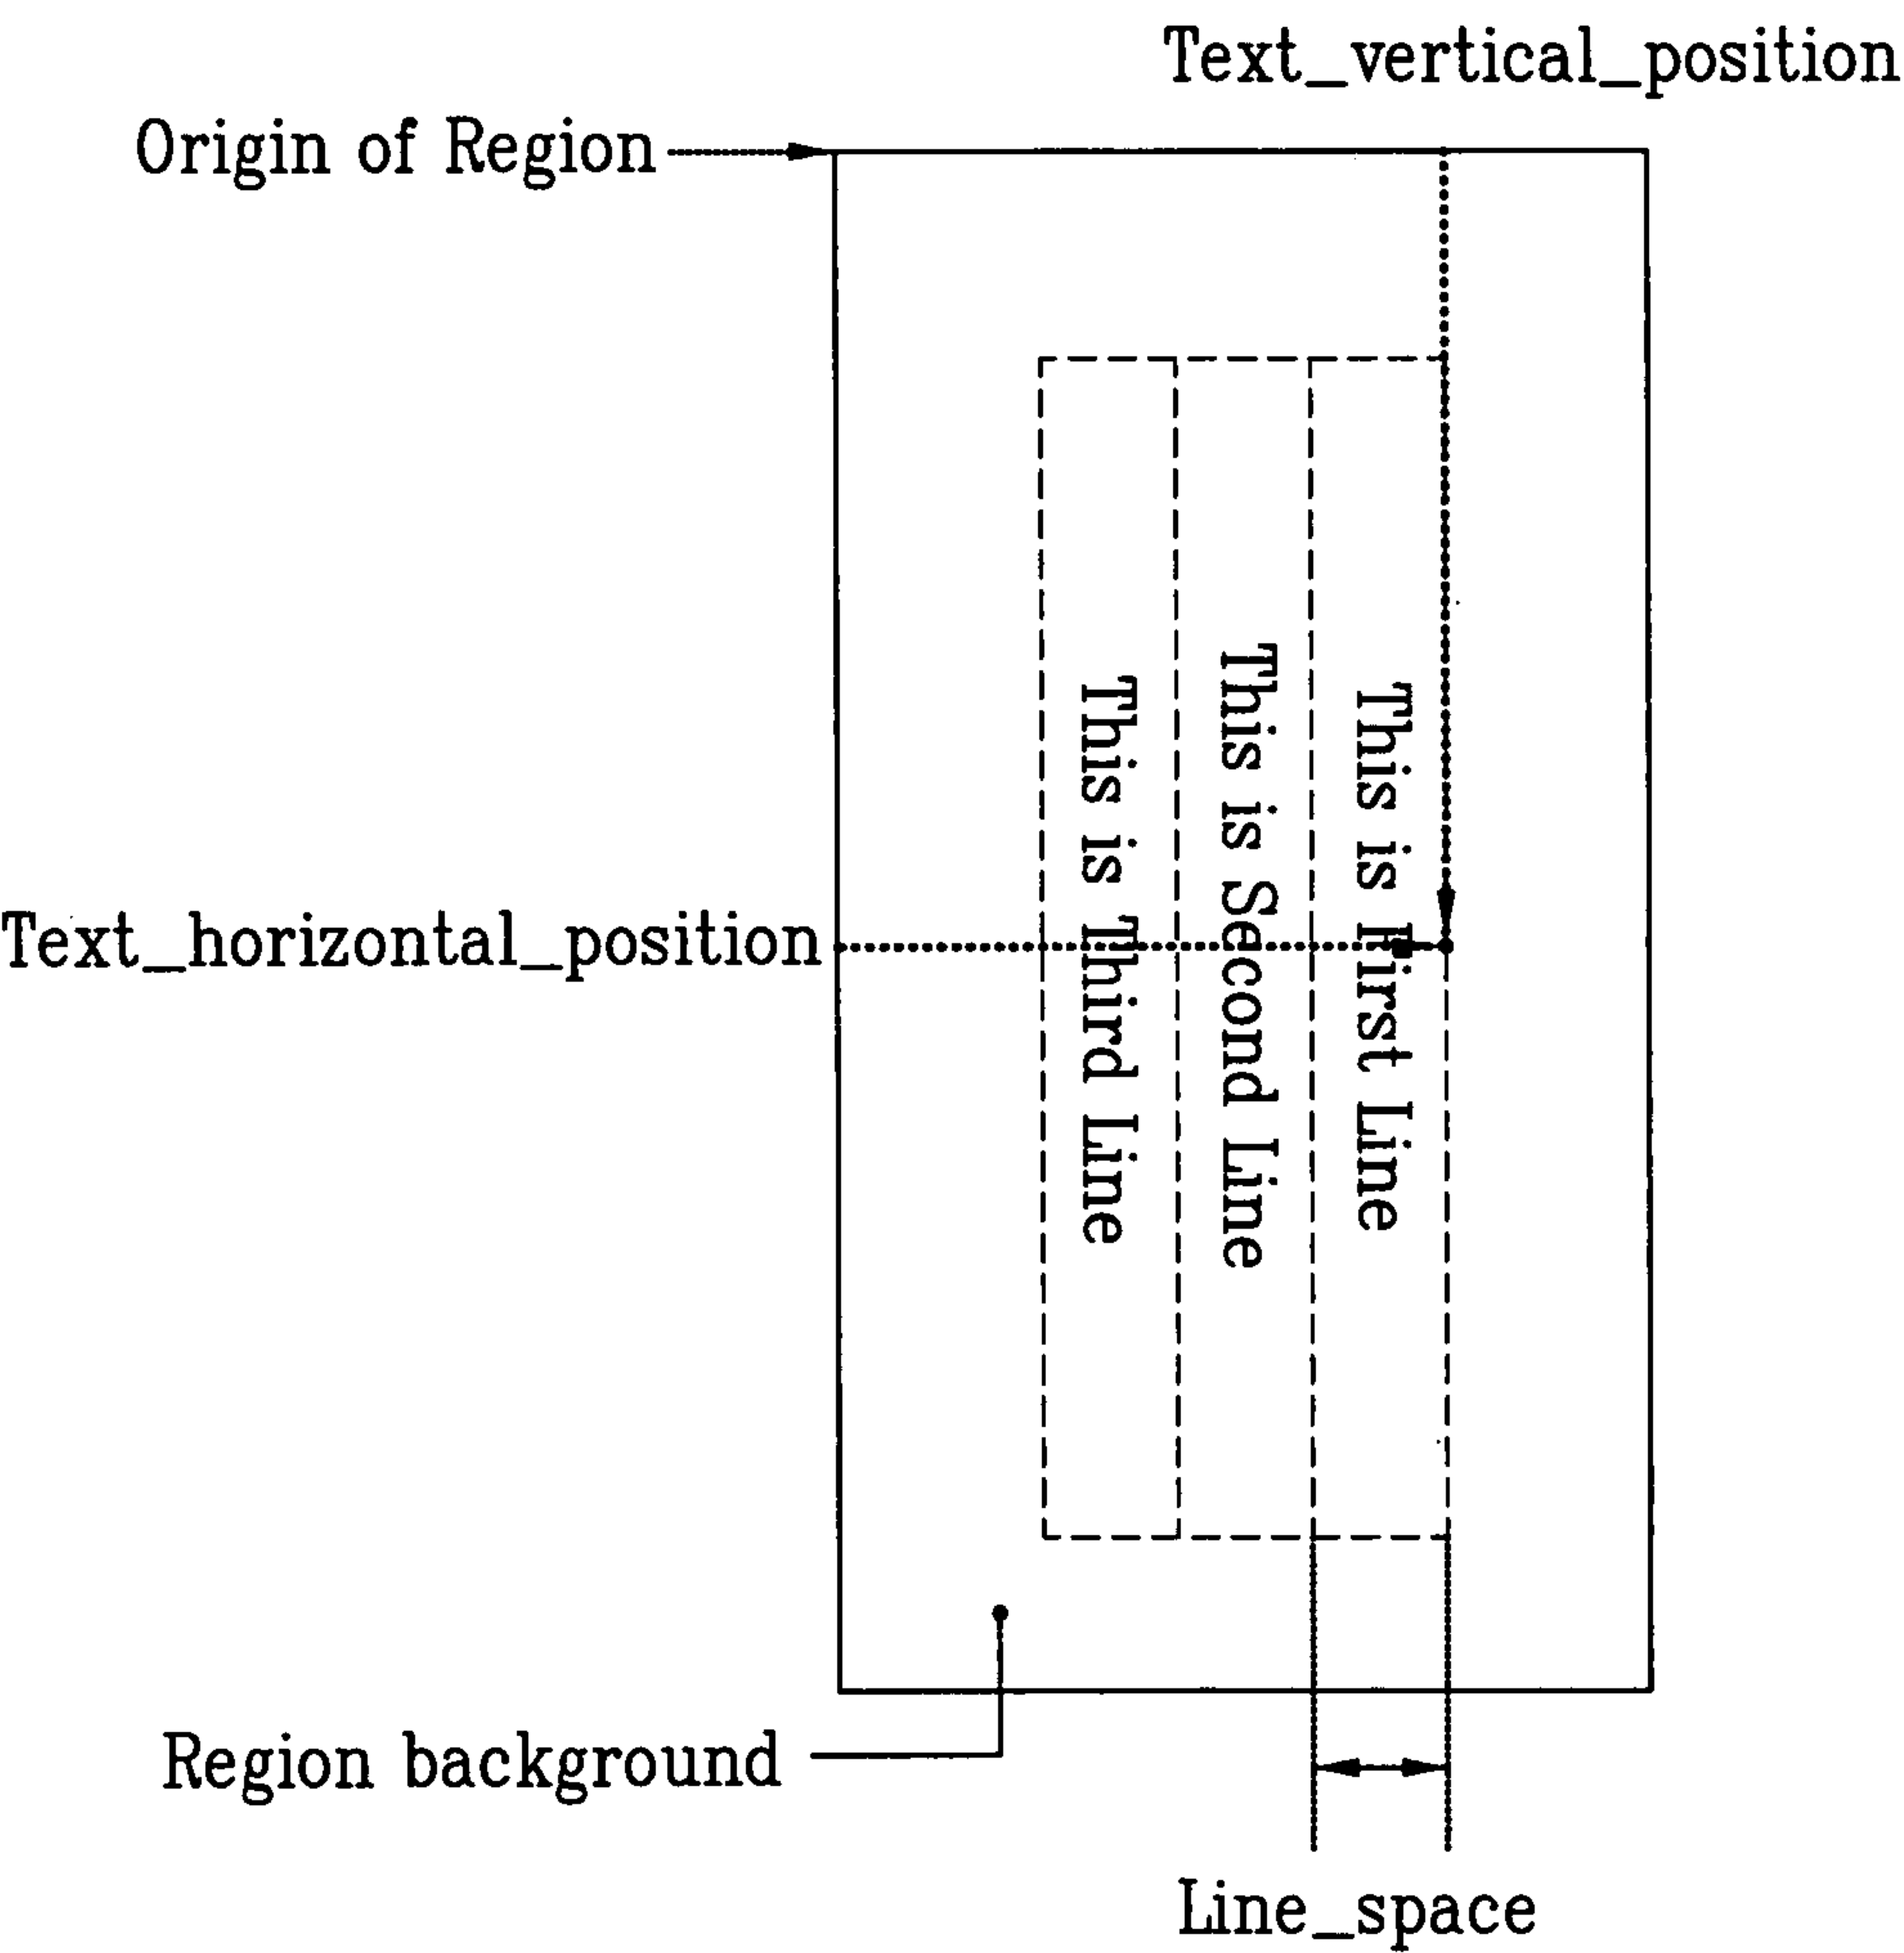 Text_vertical_position
Origin of Region
This is First Line
This is Second Line
This is Third Line
Text_horizontal_position
Region background
Line_space